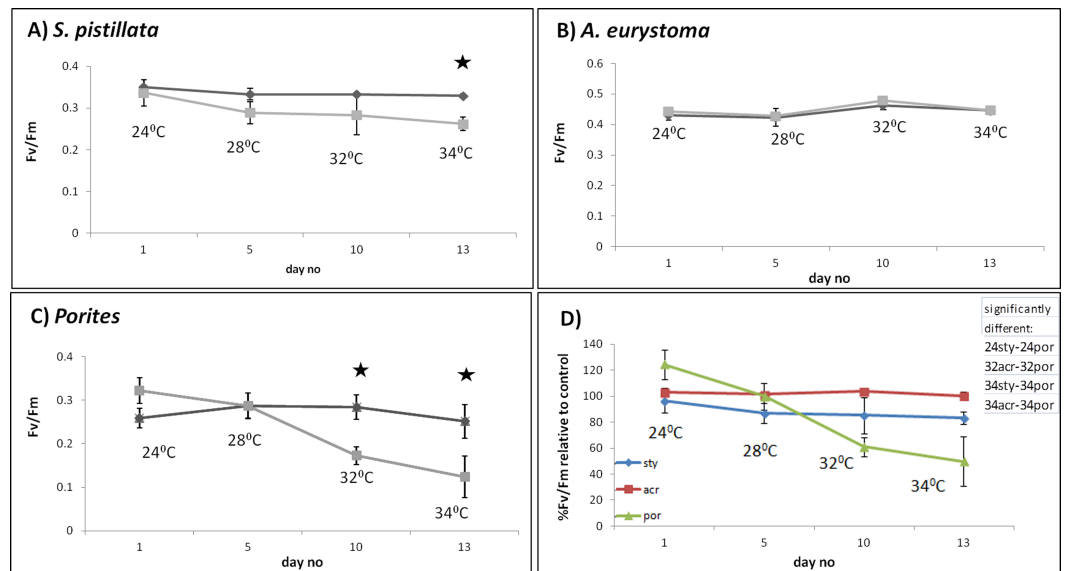 A) S. pistillata
0.4
0.3
0.2
0.1
0
Fv/Fm
24⁰C
28⁰C
32⁰C
34⁰C
1 5 10 13
day no
B) A. eurystoma
0.6
0.5
0.4
0.3
0.2
0.1
0
Fv/Fm
24⁰C
28⁰C
32⁰C
34⁰C
1 5 10 13
day no
C) Porites
0.4
0.3
0.2
0.1
0
Fv/Fm
24⁰C
28⁰C
32⁰C
34⁰C
1 5 10 13
day no
D)
140
120
100
80
60
40
20
0
%Fv/Fm relative to control
24⁰C
28⁰C
32⁰C
34⁰C
sty
acr
por
1 5 10 13
day no
significantly
different:
24sty-24por
32acr-32por
34sty-34por
34acr-34por